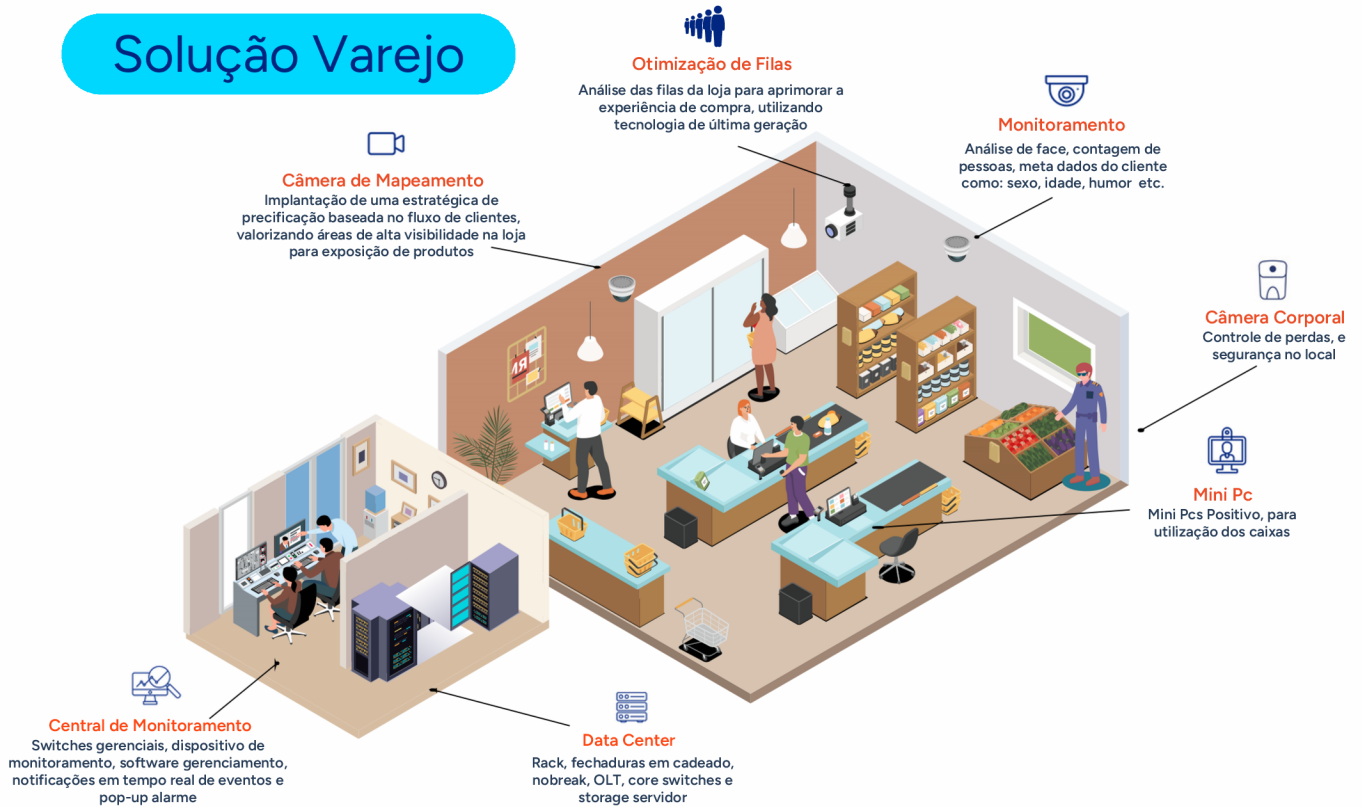 Solução Varejo
Otimização de Filas
Análise das filas da loja para aprimorar a
experiência de compra, utilizando
tecnologia de última geração
Monitoramento
Análise de face, contagem de
pessoas, meta dados do cliente
como: sexo, idade, humor etc.
Câmera de Mapeamento
Implantação de uma estratégica de
precificação baseada no fluxo de clientes,
valorizando áreas de alta visibilidade na loja
para exposição de produtos
Câmera Corporal
Controle de perdas, e
segurança no local
Mini Pc
Mini Pcs Positivo, para
utilização dos caixas
Central de Monitoramento
Switches gerenciais, dispositivo de
monitoramento, software gerenciamento,
notificações em tempo real de eventos e
pop-up alarme
Data Center
Rack, fechaduras em cadeado,
nobreak, OLT, core switches e
storage servidor